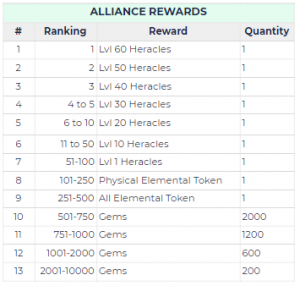 ALLIANCE REWARDS
# Ranking Reward Quantity
1 1 Lvl 60 Heracles 1
2 2 Lvl 50 Heracles 1
3 3 Lvl 40 Heracles 1
4 4 to 5 Lvl 30 Heracles 1
5 6 to 10 Lvl 20 Heracles 1
6 11 to 50 Lvl 10 Heracles 1
7 51-100 Lvl 1 Heracles 1
8 101-250 Physical Elemental Token 1
9 251-500 All Elemental Token 1
10 501-750 Gems 2000
11 751-1000 Gems 1200
12 1001-2000 Gems 600
13 2001-10000 Gems 200